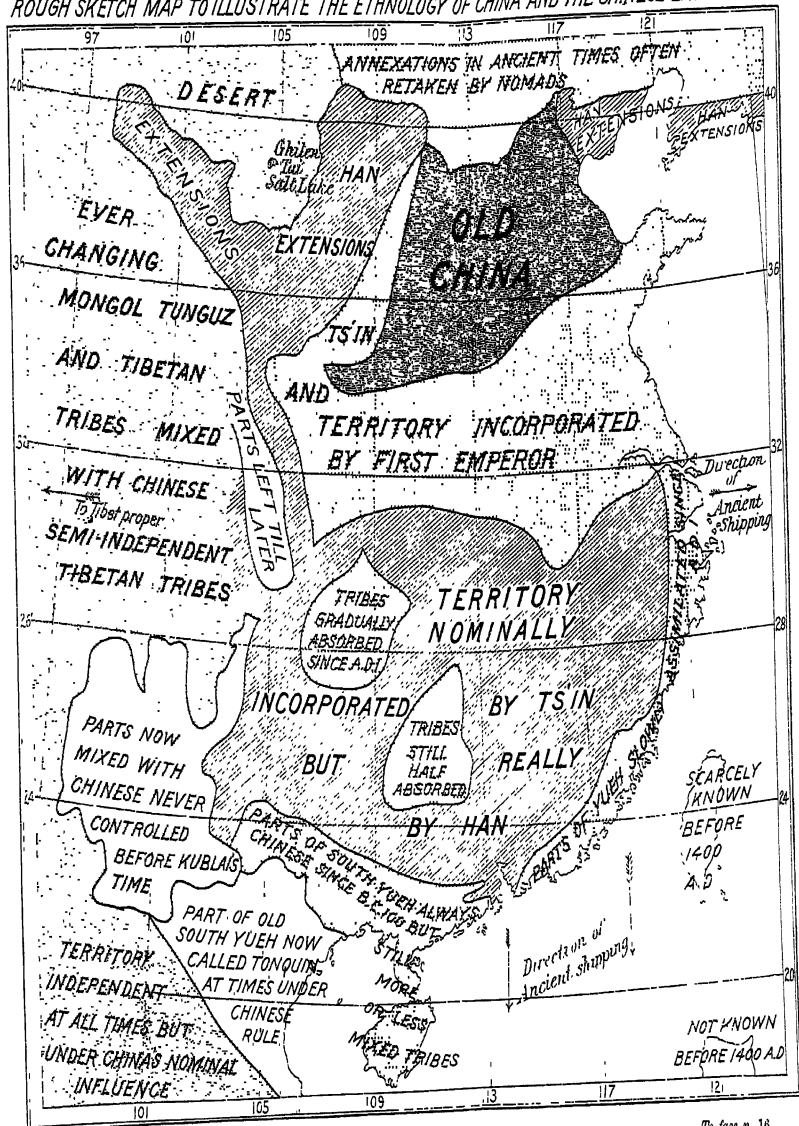 ROUGH SKETCH MAP TO ILLUSTRATE THE ETHNOLOGY OF CHINA AND THE CHINESE
97 101 105 109 113 117 121
ANNEXATIONS IN ANCIENT TIMES OFTEN
RETAKEN BY NOMADS
40
40
DESERT
HAN
EXTENSIONS
HAN
EXTENSIONS
EXTENSIONS
Salt Lake
HAN
EXTENSIONS
OLD
CHINA
EVER
CHANGING
MONGOL TUNGUZ
AND TIBETAN
TRIBES MIXED
WITH CHINESE
To Tibet proper
SEMI-INDEPENDENT
TIBETAN TRIBES
36
TS'IN
AND
TERRITORY INCORPORATED
BY FIRST EMPEROR
PARTS LEFT TILL
LATER
32
Direction
of
Ancient
Shipping
TERRITORY
NOMINALLY
INCORPORATED
BY TS'IN
BUT
REALLY
BY HAN
TRIBES
GRADUALLY
ABSORBED
SINCE A.D.1
TRIBES
STILL
HALF
ABSORBED
28
PARTS OF YUEH SLOWLY ASSIMILATED SINCE A.D.1
PARTS NOW
MIXED WITH
CHINESE NEVER
CONTROLLED
BEFORE KUBLAI'S
TIME
24
24
SCARCELY
KNOWN
BEFORE
1400
A.D
PARTS OF SOUTH YUEH ALWAYS
CHINESE SINCE B.C.100 BUT
STILL
MORE
OR LESS
MIXED TRIBES
PART OF OLD
SOUTH YUEH NOW
CALLED TONQUIN,
AT TIMES UNDER
CHINESE
RULE
TERRITORY
INDEPENDENT
AT ALL TIMES BUT
UNDER CHINA'S NOMINAL
INFLUENCE
Direction of
Ancient shipping
20
NOT KNOWN
BEFORE 1400 A.D
101 105 109 113 117 121
To face p. 16